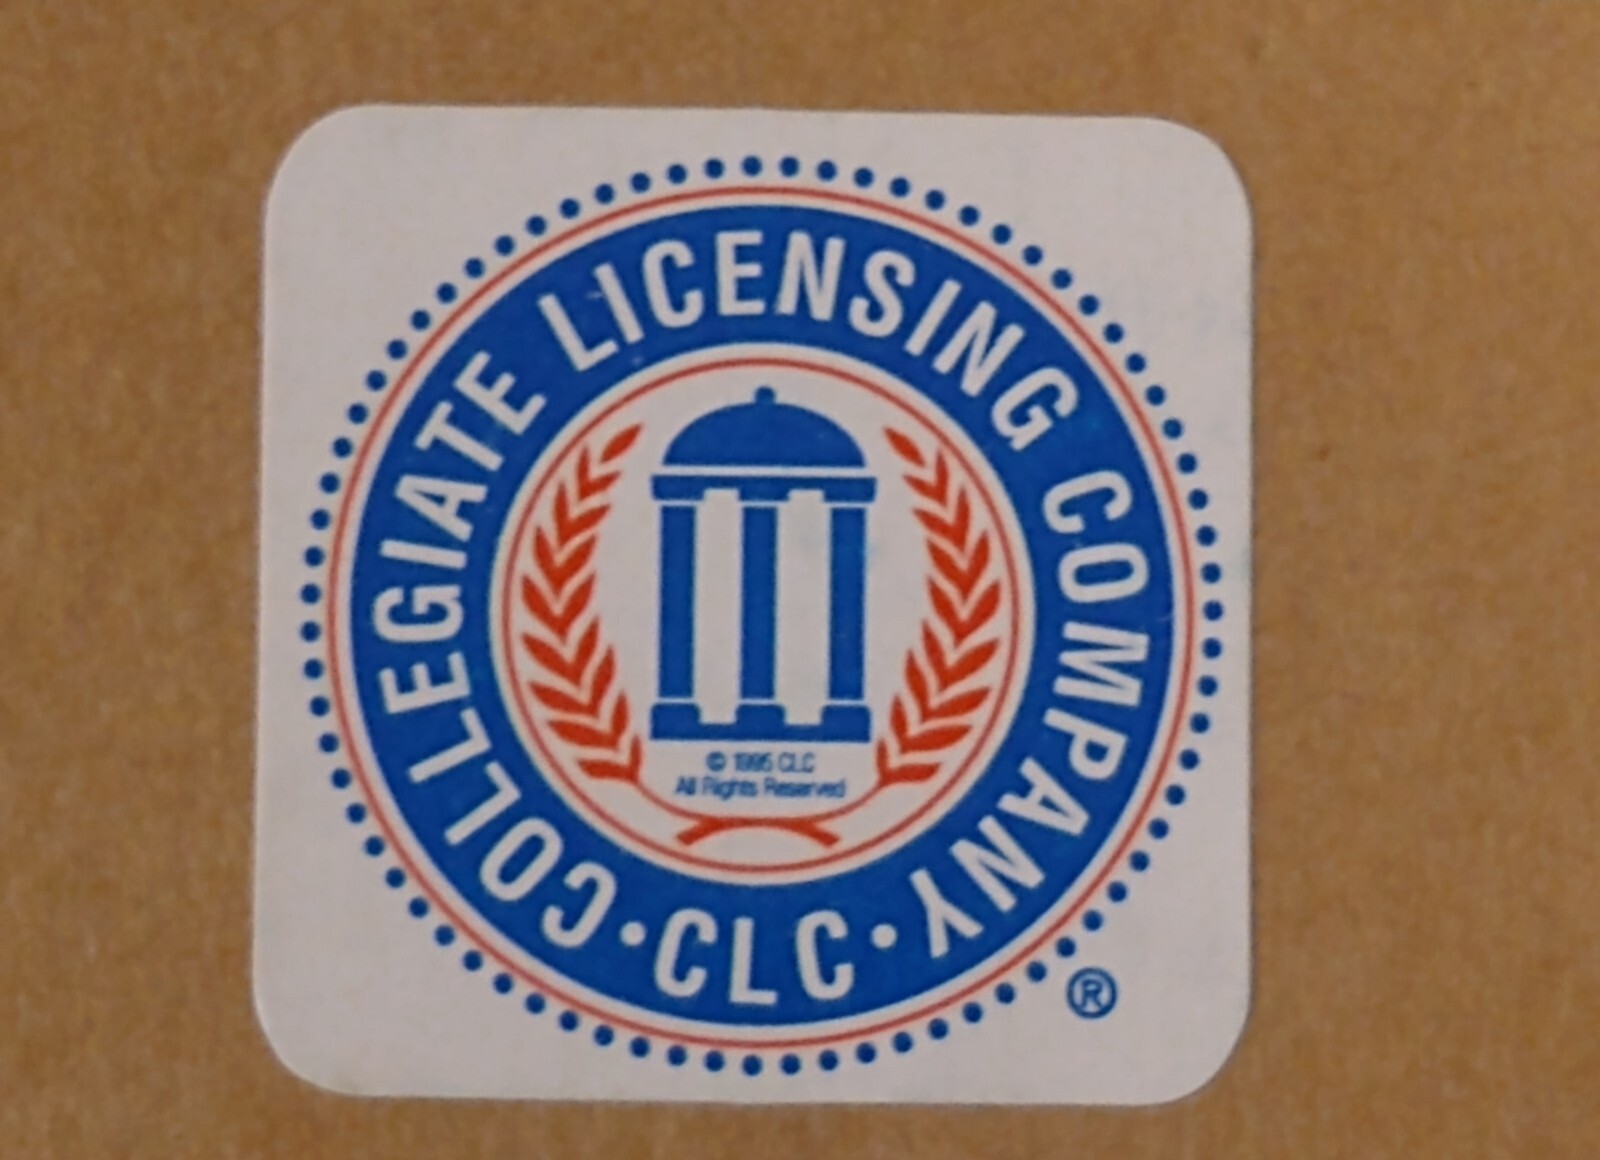 COLLEGIATE LICENSING COMPANY
© 1995 CLC
All Rights Reserved
• CLC •
®